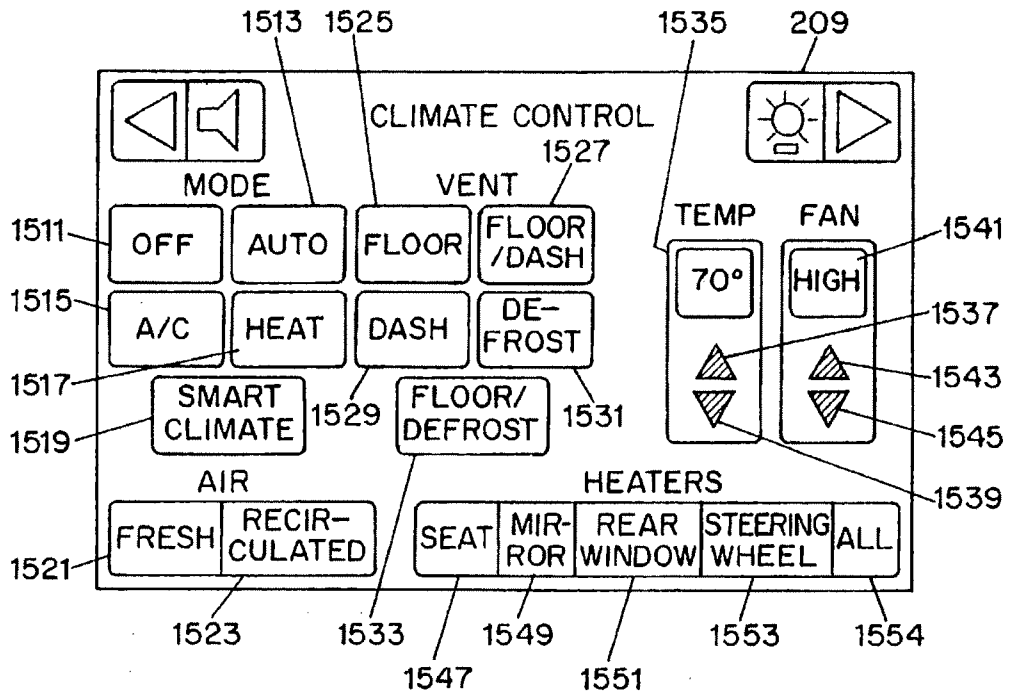 1513 1525 1535 209
CLIMATE CONTROL
1527
MODE VENT
TEMP FAN
1511 OFF AUTO FLOOR FLOOR
/DASH
70° HIGH 1541
1515 A/C HEAT DASH DE-
FROST
1537
1517
1543
1519 SMART
CLIMATE
1529 FLOOR/
DEFROST
1531
1545
1539
AIR HEATERS
1521 FRESH RECIR-
CULATED
SEAT MIR-
ROR
REAR
WINDOW
STEERING
WHEEL
ALL
1523 1533 1549 1553 1554
1547 1551